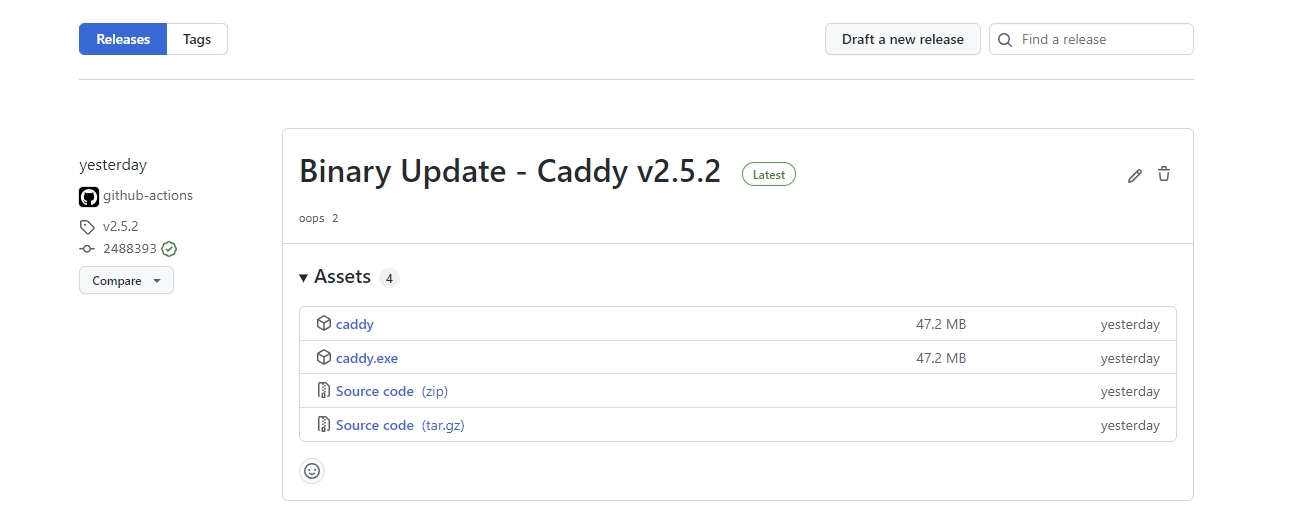 Releases Tags Draft a new release Find a release
yesterday
github-actions
v2.5.2
2488393
Compare
Binary Update - Caddy v2.5.2 Latest
oops 2
Assets 4
caddy 47.2 MB yesterday
caddy.exe 47.2 MB yesterday
Source code (zip) yesterday
Source code (tar.gz) yesterday